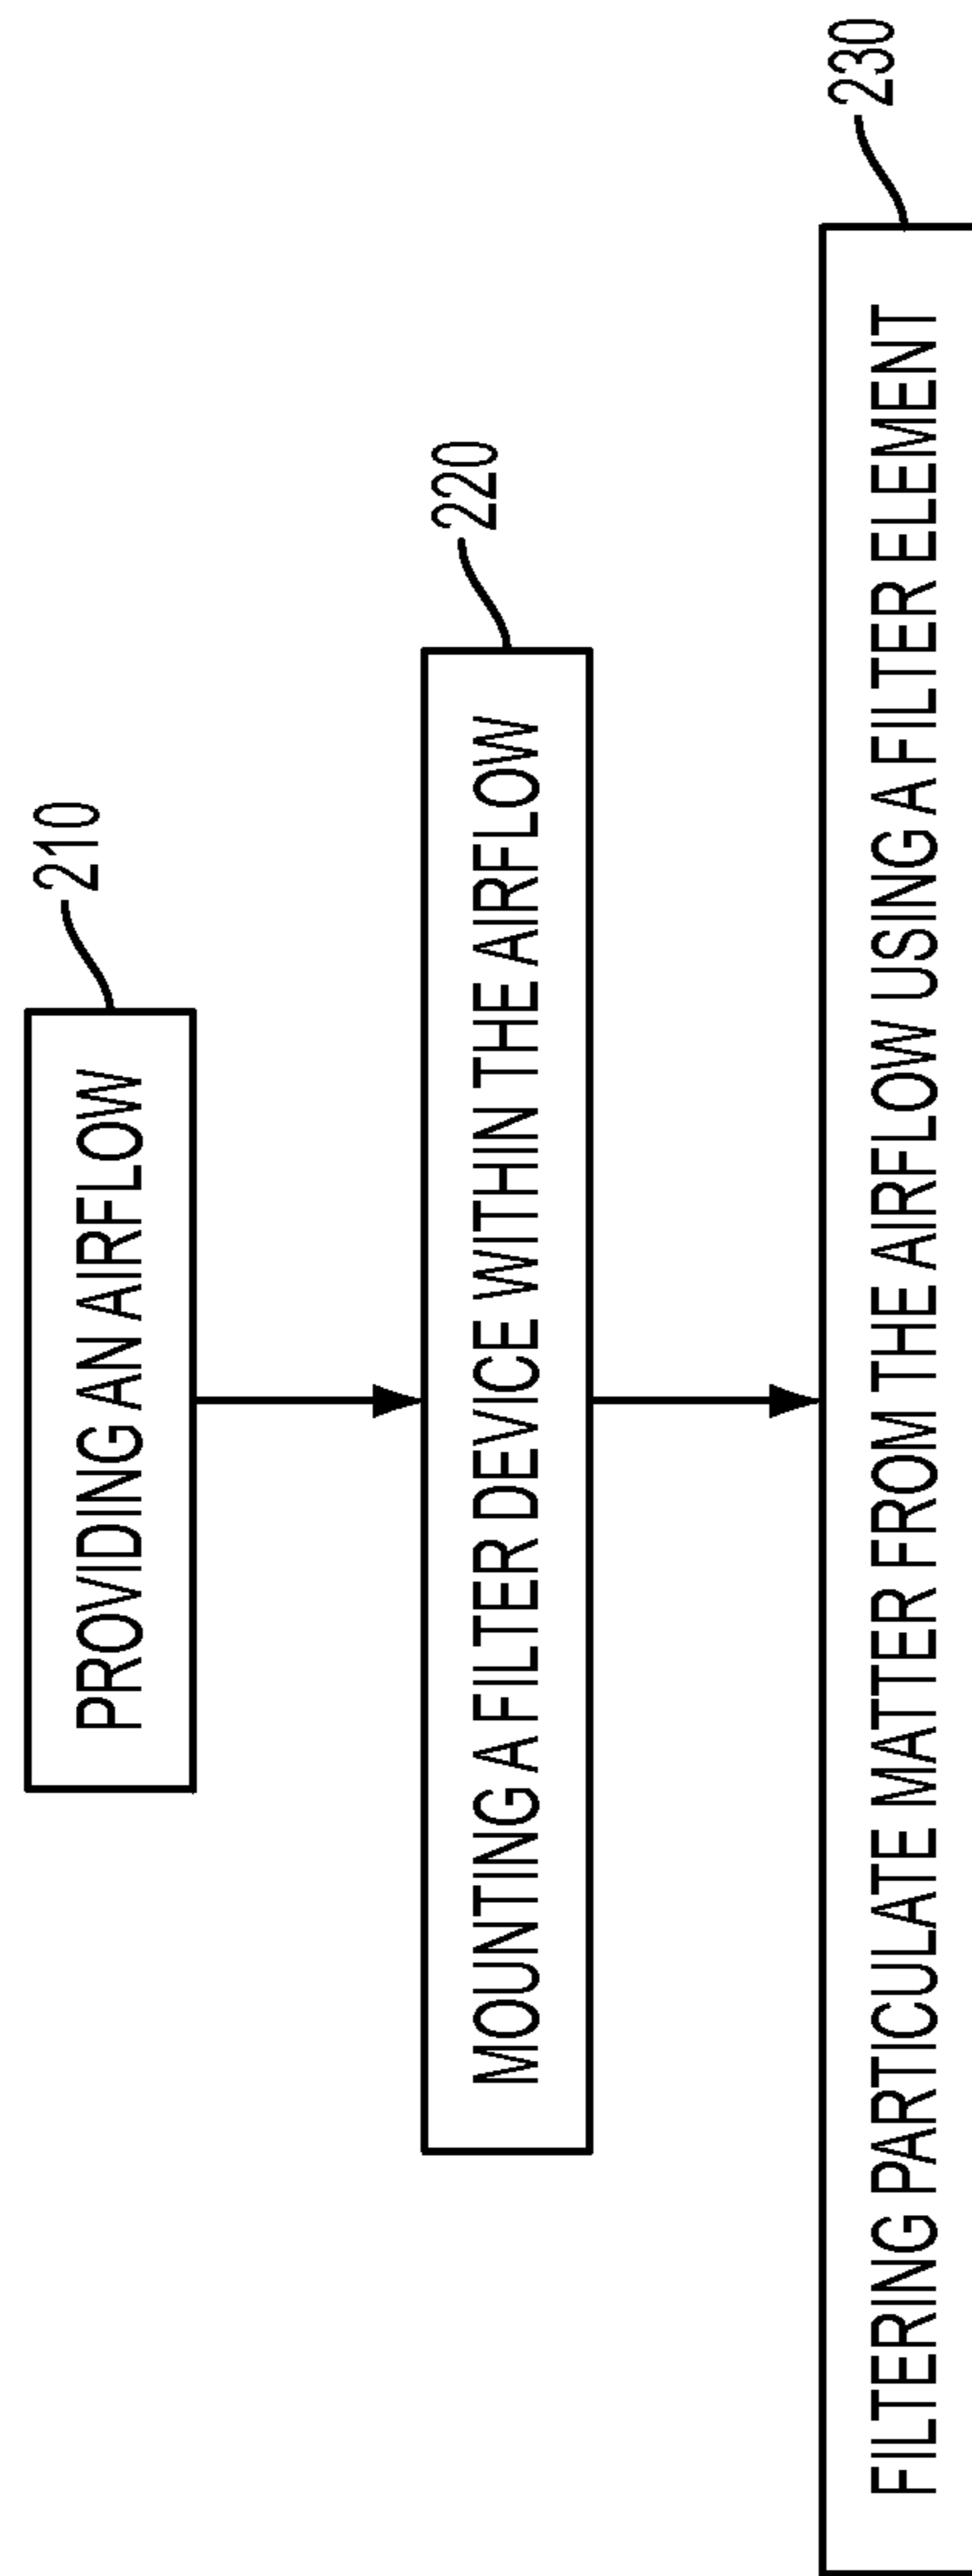 210
PROVIDING AN AIRFLOW
220
MOUNTING A FILTER DEVICE WITHIN THE AIRFLOW
230
FILTERING PARTICULATE MATTER FROM THE AIRFLOW USING A FILTER ELEMENT